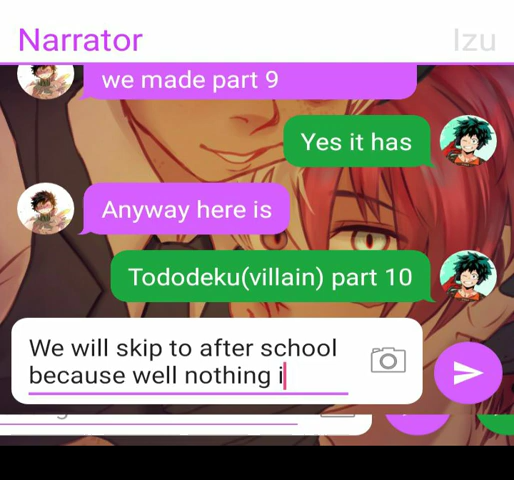 Narrator
Izu
we made part 9
Yes it has
Anyway here is
Tododeku(villain) part 10
We will skip to after school
because well nothing i